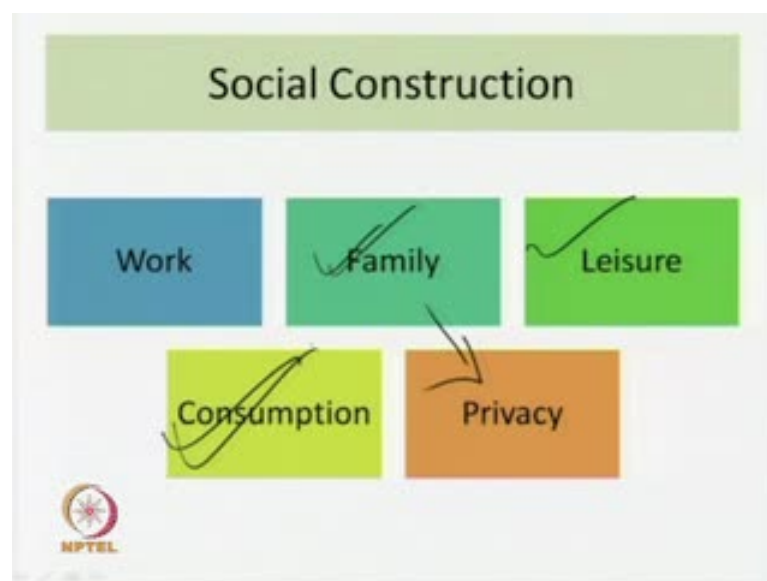 Social Construction
Work
Family
Leisure
Consumption
Privacy
NPTEL